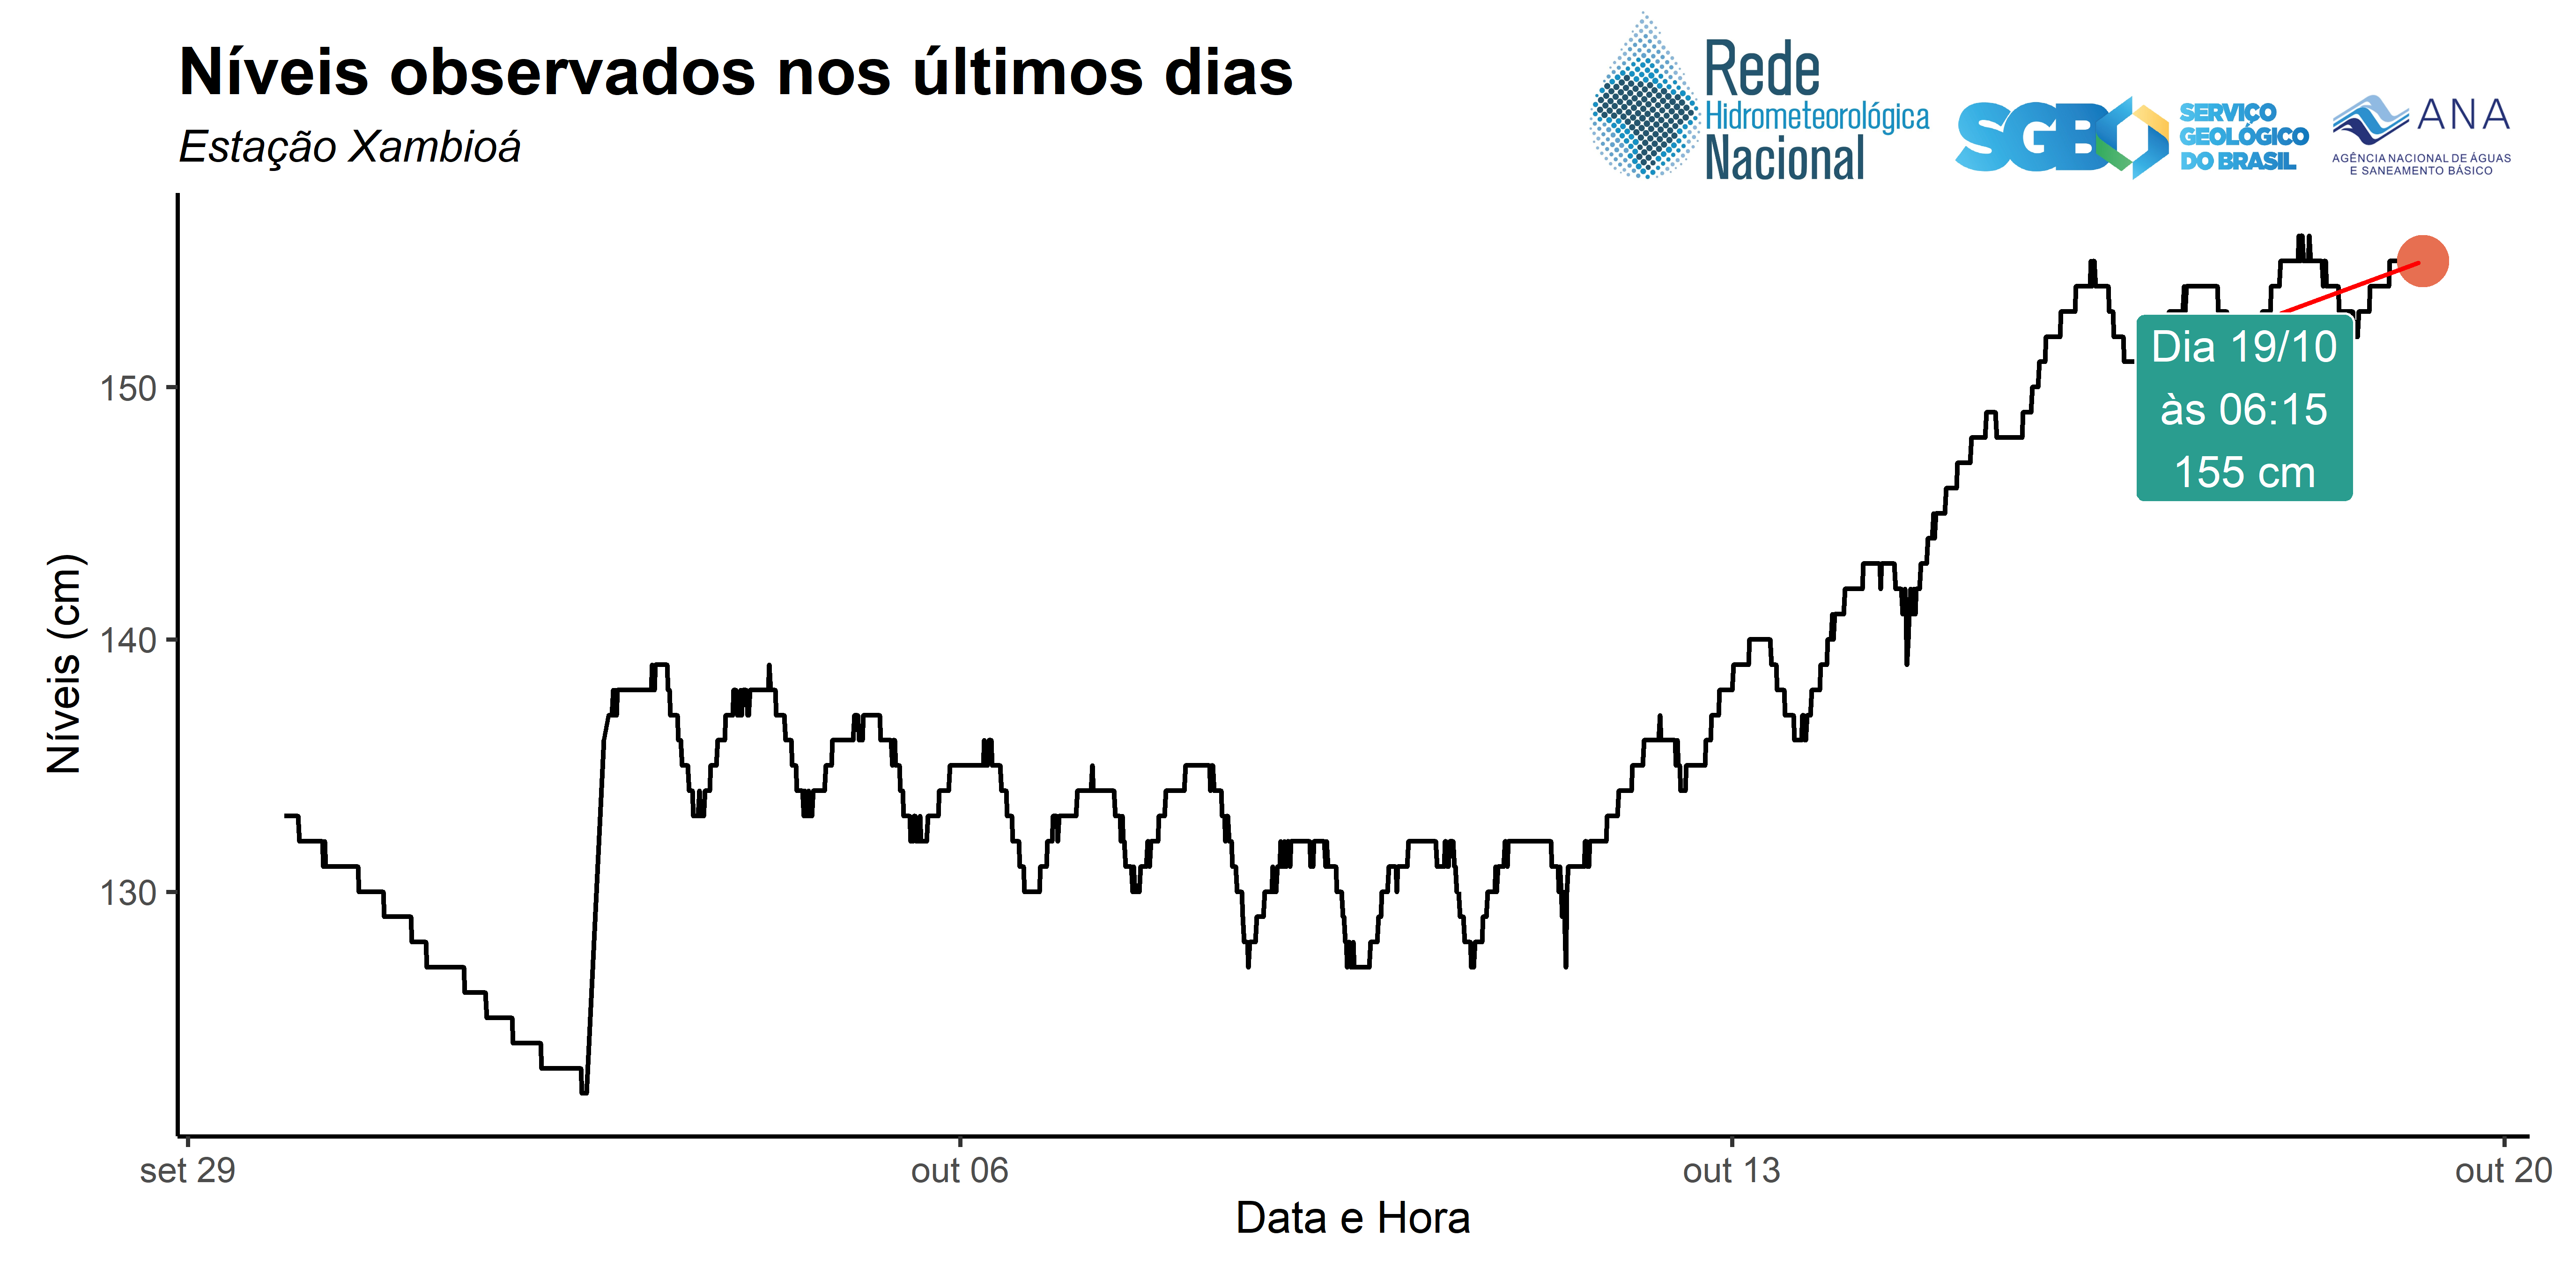 Níveis observados nos últimos dias
Estação Xambioá
Rede
Hidrometeorológica
Nacional
SGB
SERVIÇO
GEOLÓGICO
DO BRASIL
ANA
AGÊNCIA NACIONAL DE ÁGUAS
E SANEAMENTO BÁSICO
Níveis (cm)
150
140
130
Dia 19/10
às 06:15
155 cm
set 29
out 06
out 13
out 20
Data e Hora